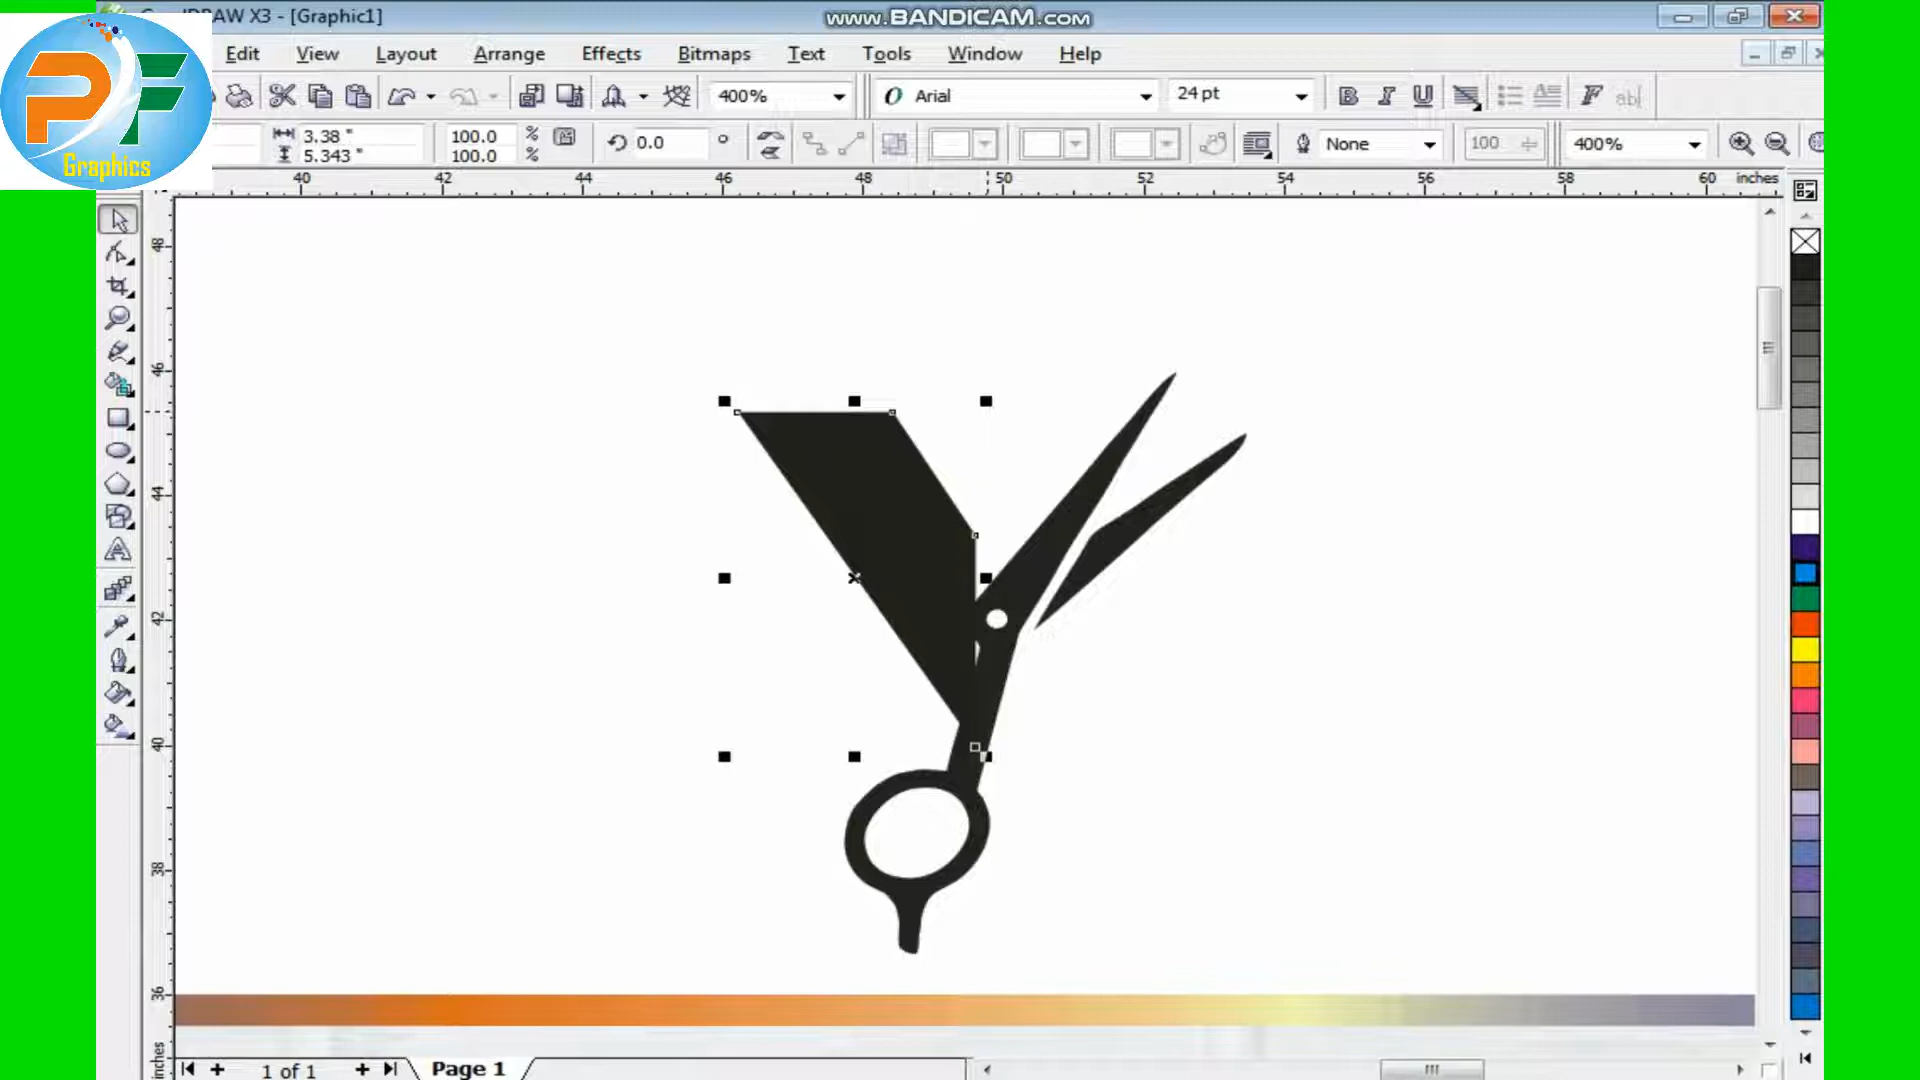 DRAW X3 - [Graphic1]
www.BANDICAM.com
PF
Graphics
Edit View Layout Arrange Effects Bitmaps Text Tools Window Help
400% O Arial 24 pt B I U F ab|
3.38 "
5.343 "
100.0 %
100.0 %
0.0 °
None 100 400%
40 42 44 46 48 50 52 54 56 58 60 inches
48
46
44
42
40
38
36
inches
1 of 1 Page 1